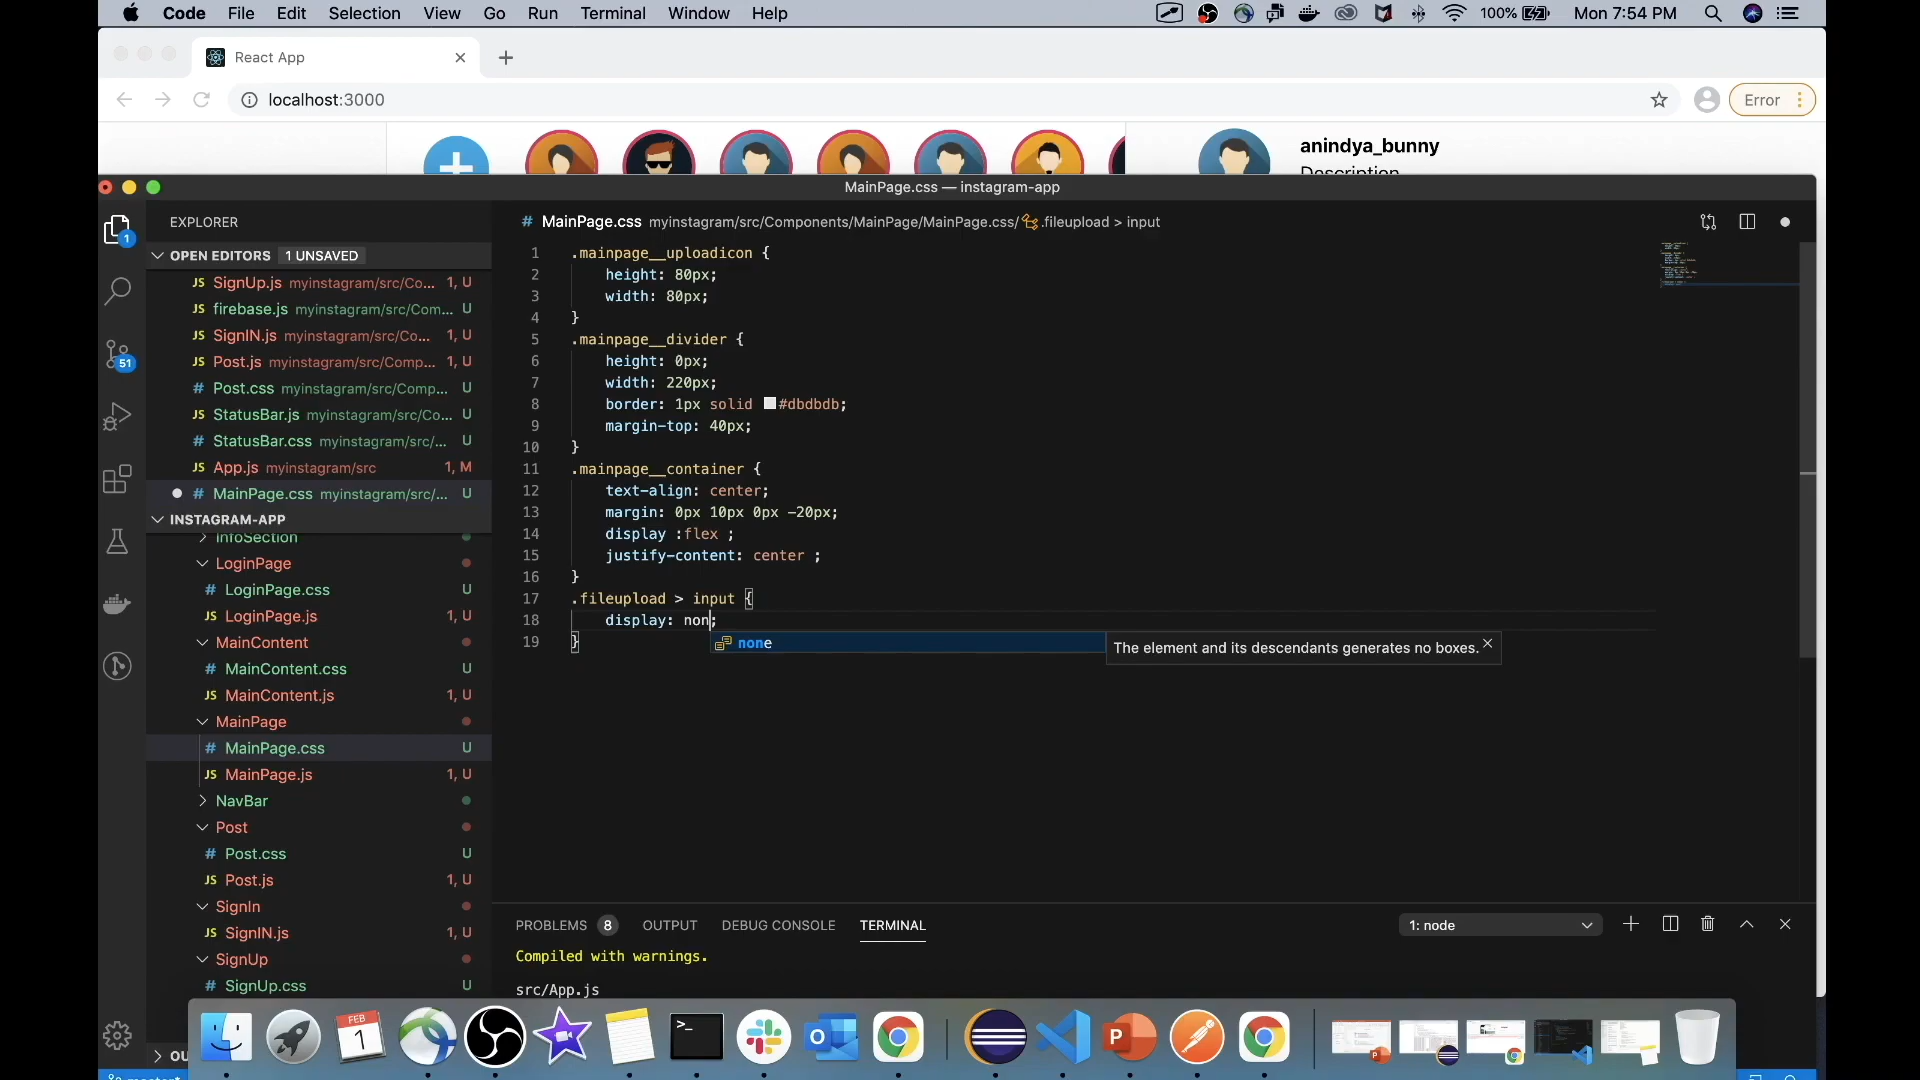 Code File Edit Selection View Go Run Terminal Window Help 100% Mon 7:54 PM
React App
localhost:3000 Error
anindya_bunny
Description
MainPage.css — instagram-app
EXPLORER
# MainPage.css myinstagram/src/Components/MainPage/MainPage.css/ .fileupload > input
OPEN EDITORS 1 UNSAVED
JS SignUp.js myinstagram/src/Co... 1, U
JS firebase.js myinstagram/src/Com... U
JS SignIN.js myinstagram/src/Co... 1, U
JS Post.js myinstagram/src/Comp... 1, U
# Post.css myinstagram/src/Comp... U
JS StatusBar.js myinstagram/src/Co... U
# StatusBar.css myinstagram/src/... U
JS App.js myinstagram/src 1, M
# MainPage.css myinstagram/src/... U
INSTAGRAM-APP
InfoSection
LoginPage
# LoginPage.css U
JS LoginPage.js 1, U
MainContent
# MainContent.css U
JS MainContent.js 1, U
MainPage
# MainPage.css U
JS MainPage.js 1, U
NavBar
Post
# Post.css U
JS Post.js 1, U
SignIn
JS SignIN.js 1, U
SignUp
# SignUp.css U
OU
1
51
1 .mainpage__uploadicon {
2 height: 80px;
3 width: 80px;
4 }
5 .mainpage__divider {
6 height: 0px;
7 width: 220px;
8 border: 1px solid #dbdbdb;
9 margin-top: 40px;
10 }
11 .mainpage__container {
12 text-align: center;
13 margin: 0px 10px 0px -20px;
14 display :flex ;
15 justify-content: center ;
16 }
17 .fileupload > input {
18 display: non;
19 }
none
The element and its descendants generates no boxes.
PROBLEMS 8 OUTPUT DEBUG CONSOLE TERMINAL 1: node
Compiled with warnings.
src/App.js
FEB
1